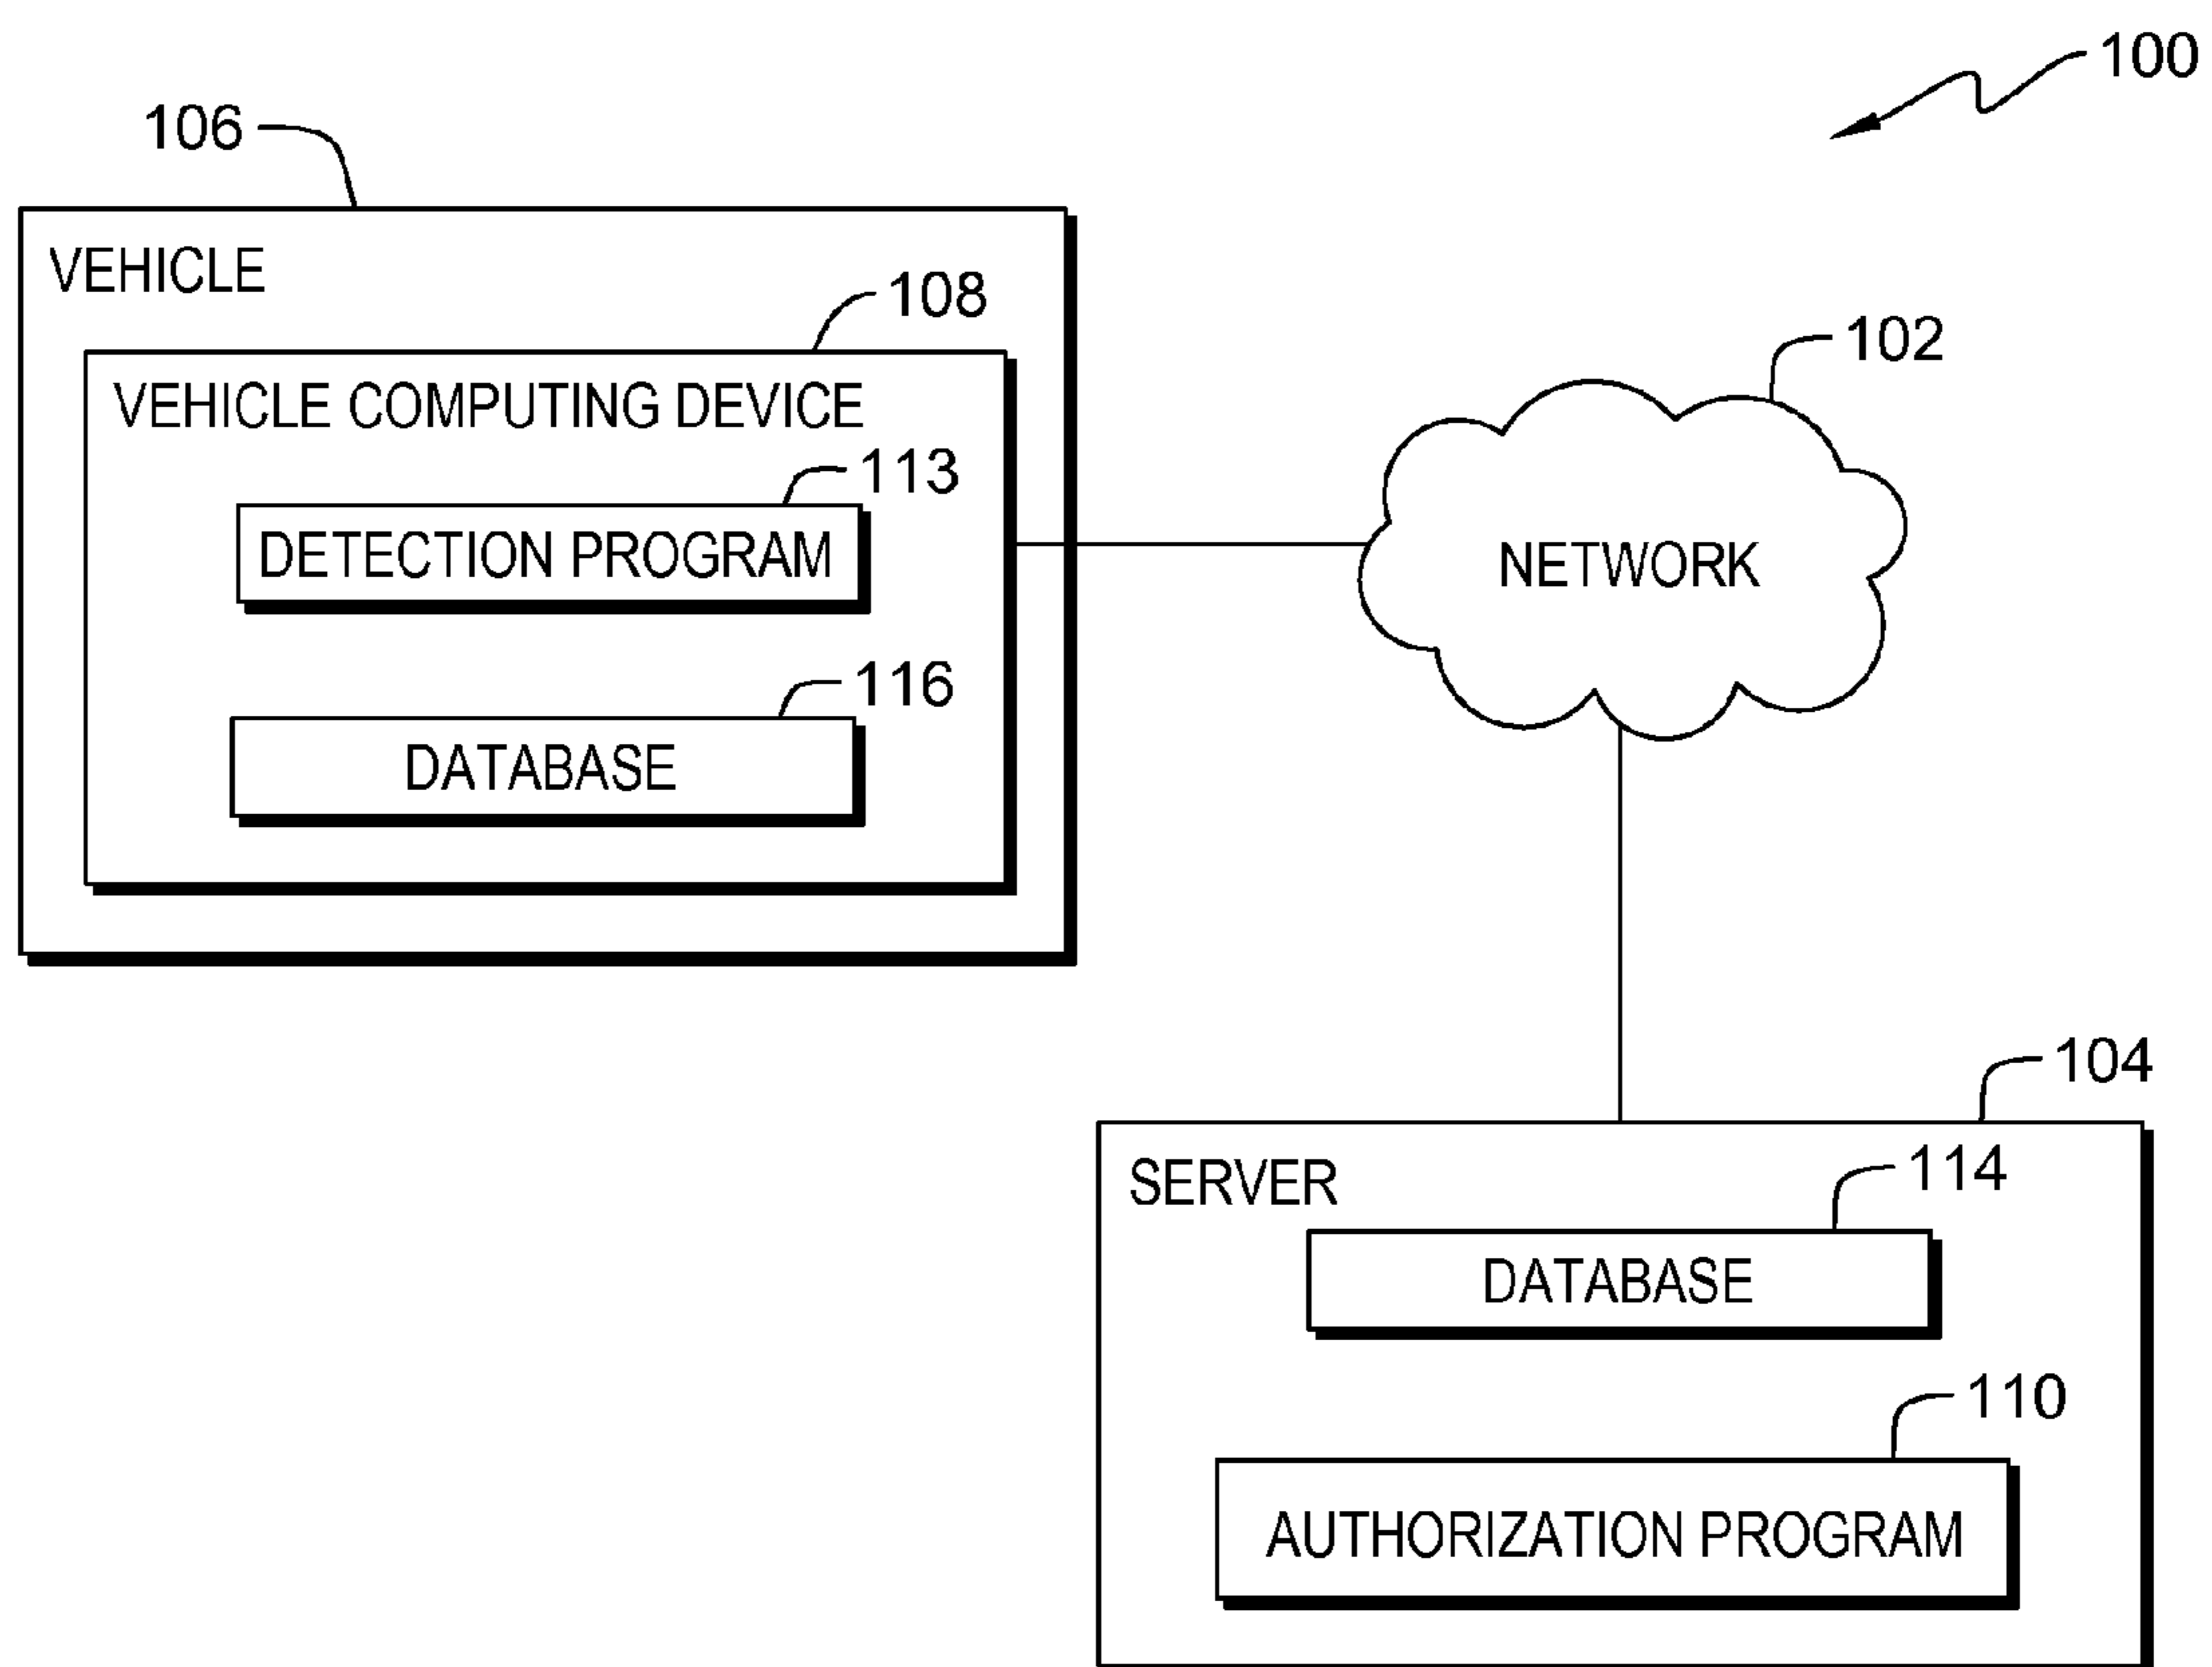 100
106
VEHICLE
108
VEHICLE COMPUTING DEVICE
113
DETECTION PROGRAM
116
DATABASE
102
NETWORK
104
SERVER
114
DATABASE
110
AUTHORIZATION PROGRAM